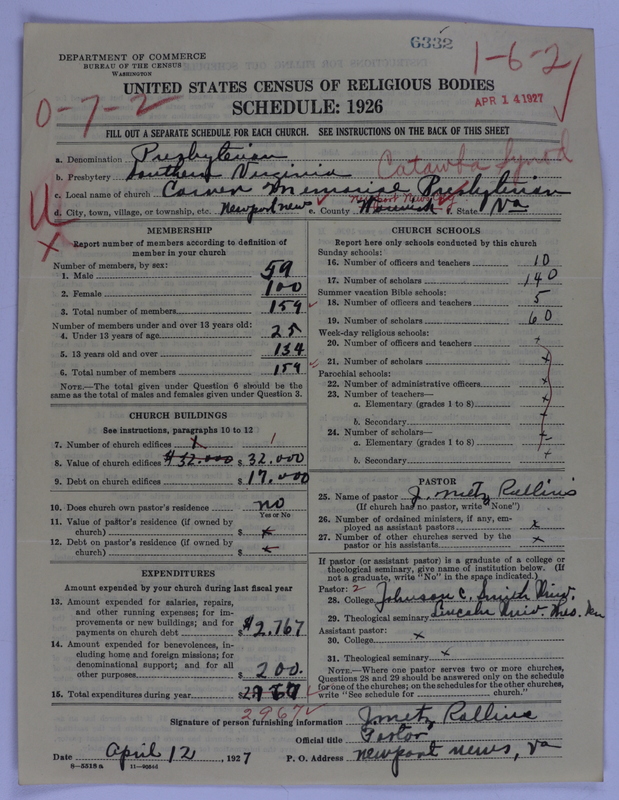 6332
1-6-2
DEPARTMENT OF COMMERCE
BUREAU OF THE CENSUS
WASHINGTON
UNITED STATES CENSUS OF RELIGIOUS BODIES
SCHEDULE: 1926
APR 14 1927
0-7-2
FILL OUT A SEPARATE SCHEDULE FOR EACH CHURCH. SEE INSTRUCTIONS ON THE BACK OF THIS SHEET
a. Denomination Presbyterian
b. Presbytery Southern Virginia Catawba Synod
c. Local name of church Carver Memorial Presbyterian
d. City, town, village, or township, etc. Newport news e. County Warwick f. State Va
Newport News City
MEMBERSHIP
Report number of members according to definition of
member in your church
Number of members, by sex:
1. Male 59
2. Female 100
3. Total number of members 159
Number of members under and over 13 years old:
4. Under 13 years of age 25
5. 13 years old and over 134
6. Total number of members 159
NOTE.—The total given under Question 6 should be
same as the total of males and females given under Question 3.
CHURCH BUILDINGS
See instructions, paragraphs 10 to 12
7. Number of church edifices x 1
8. Value of church edifices $32.000 $ 32.000
9. Debt on church edifices $ 17.000
10. Does church own pastor's residence no
Yes or No
11. Value of pastor's residence (if owned by
church) $ x
12. Debt on pastor's residence (if owned by
church) $ x
EXPENDITURES
Amount expended by your church during last fiscal year
13. Amount expended for salaries, repairs,
and other running expenses; for im-
provements or new buildings; and for
payments on church debt $2.767
14. Amount expended for benevolences, in-
cluding home and foreign missions; for
denominational support; and for all
other purposes $ 200.
15. Total expenditures during year $2967
2967
CHURCH SCHOOLS
Report here only schools conducted by this church
Sunday schools:
16. Number of officers and teachers 10
17. Number of scholars 140
Summer vacation Bible schools:
18. Number of officers and teachers 5
19. Number of scholars 60
Week-day religious schools:
20. Number of officers and teachers x
21. Number of scholars x
Parochial schools:
22. Number of administrative officers x
23. Number of teachers—
a. Elementary (grades 1 to 8) x
b. Secondary x
24. Number of scholars—
a. Elementary (grades 1 to 8) x
b. Secondary x
PASTOR
25. Name of pastor J. Metz Rollins
(If church has no pastor, write "None")
26. Number of ordained ministers, if any, em-
ployed as assistant pastors x
27. Number of other churches served by the
pastor or his assistants x
If pastor (or assistant pastor) is a graduate of a college or
theological seminary, give name of institution below. (If
not a graduate, write "No" in the space indicated.)
Pastor: 2
28. College Johnson C. Smith Univ.
29. Theological seminary Lincoln Univ. Theo. Sem
Assistant pastor:
30. College x
31. Theological seminary x
NOTE.—Where one pastor serves two or more churches,
Questions 28 and 29 should be answered only on the schedule
for one of the churches; on the schedules for the other churches,
write "See schedule for church."
Signature of person furnishing information J Metz Rollins
Official title Pastor
Date April 12, 1927 P. O. Address Newport News, Va
8—5518 a